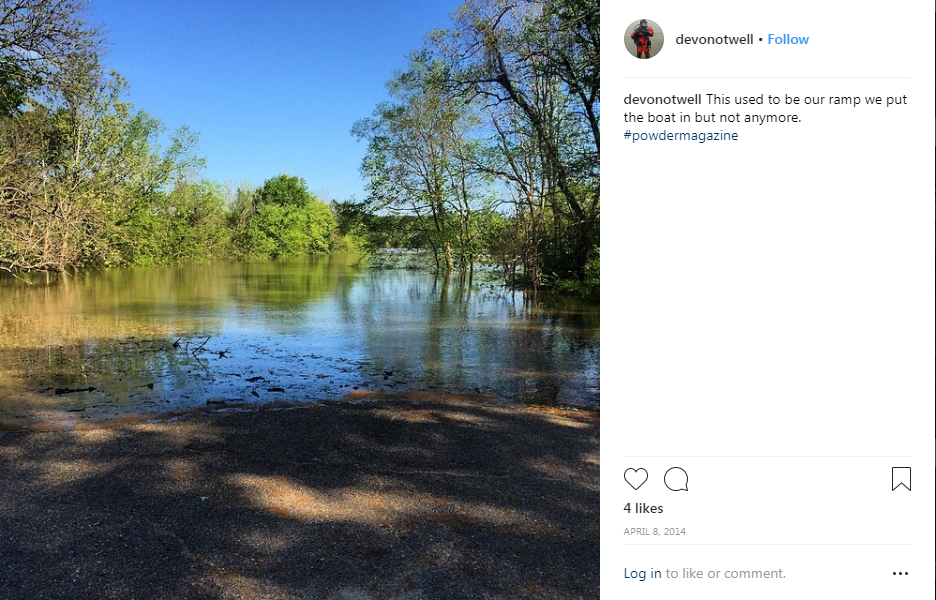 devonotwell • Follow
devonotwell This used to be our ramp we put
the boat in but not anymore.
#powdermagazine
4 likes
APRIL 8, 2014
Log in to like or comment.